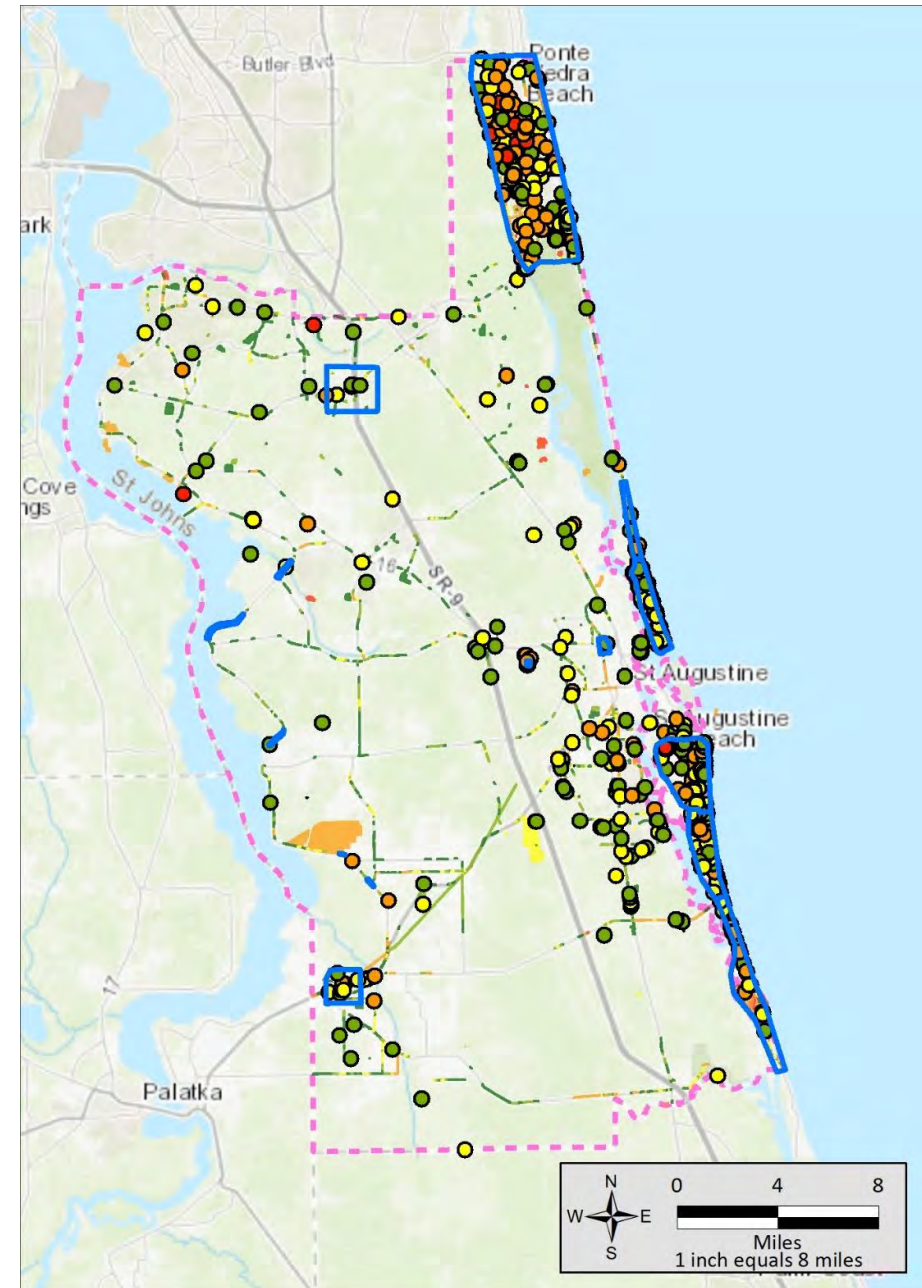 Butler Blvd
Ponte
Vedra
Beach
ark
Cove
ngs
St Johns
16
SR-9
St Augustine
St Augustine
Beach
17
Palatka
N
W
E
S
0 4 8
Miles
1 inch equals 8 miles